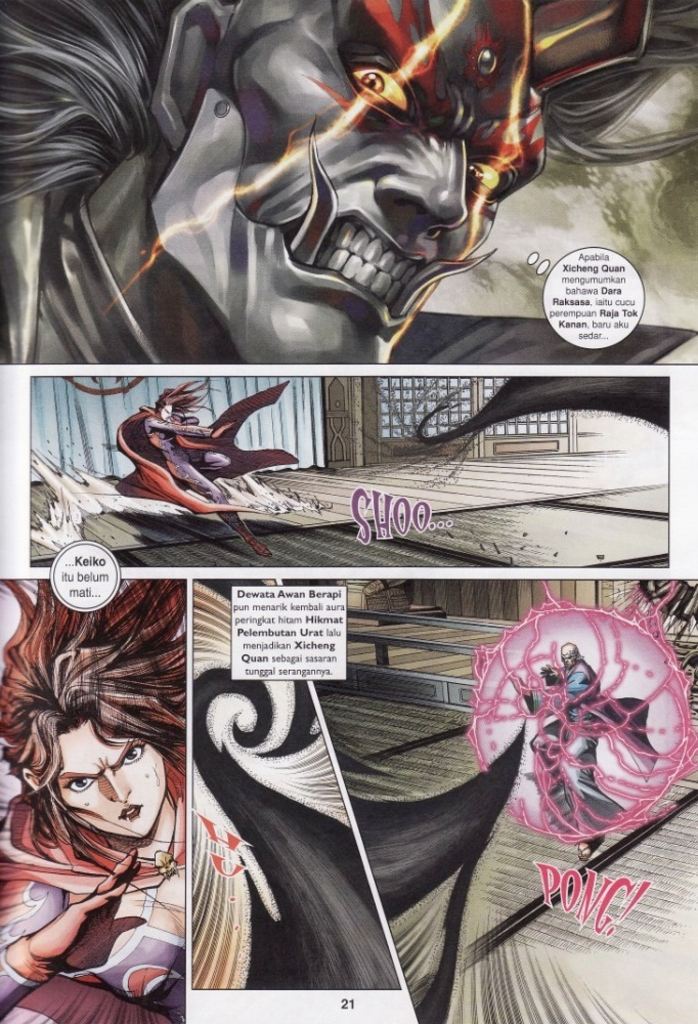 Apabila
Xicheng Quan
mengumumkan
bahawa Dara
Raksasa, iaitu cucu
perempuan Raja Tok
Kanan, baru aku
sedar...
SHOO...
...Keiko
itu belum
mati...
Dewata Awan Berapi
pun menarik kembali aura
peringkat hitam Hikmat
Pelembutan Urat lalu
menjadikan Xicheng
Quan sebagai sasaran
tunggal serangannya.
PONG!
21